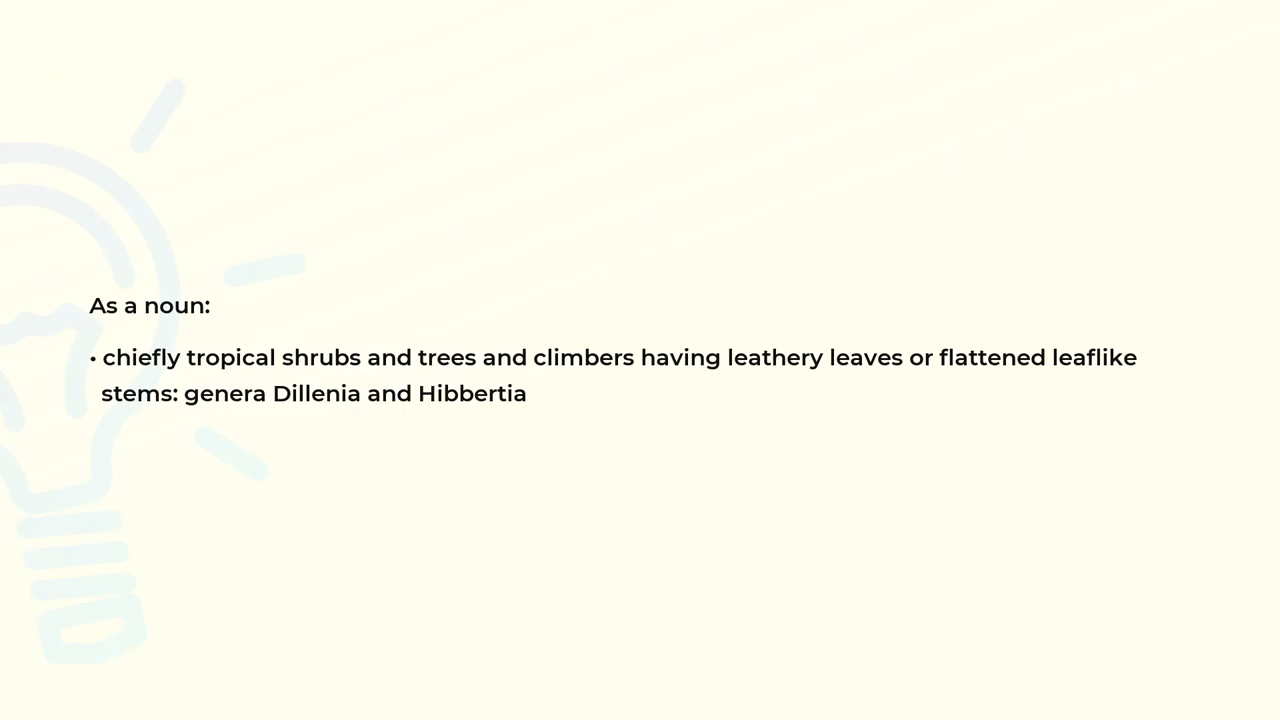 As a noun:
• chiefly tropical shrubs and trees and climbers having leathery leaves or flattened leaflike
stems: genera Dillenia and Hibbertia